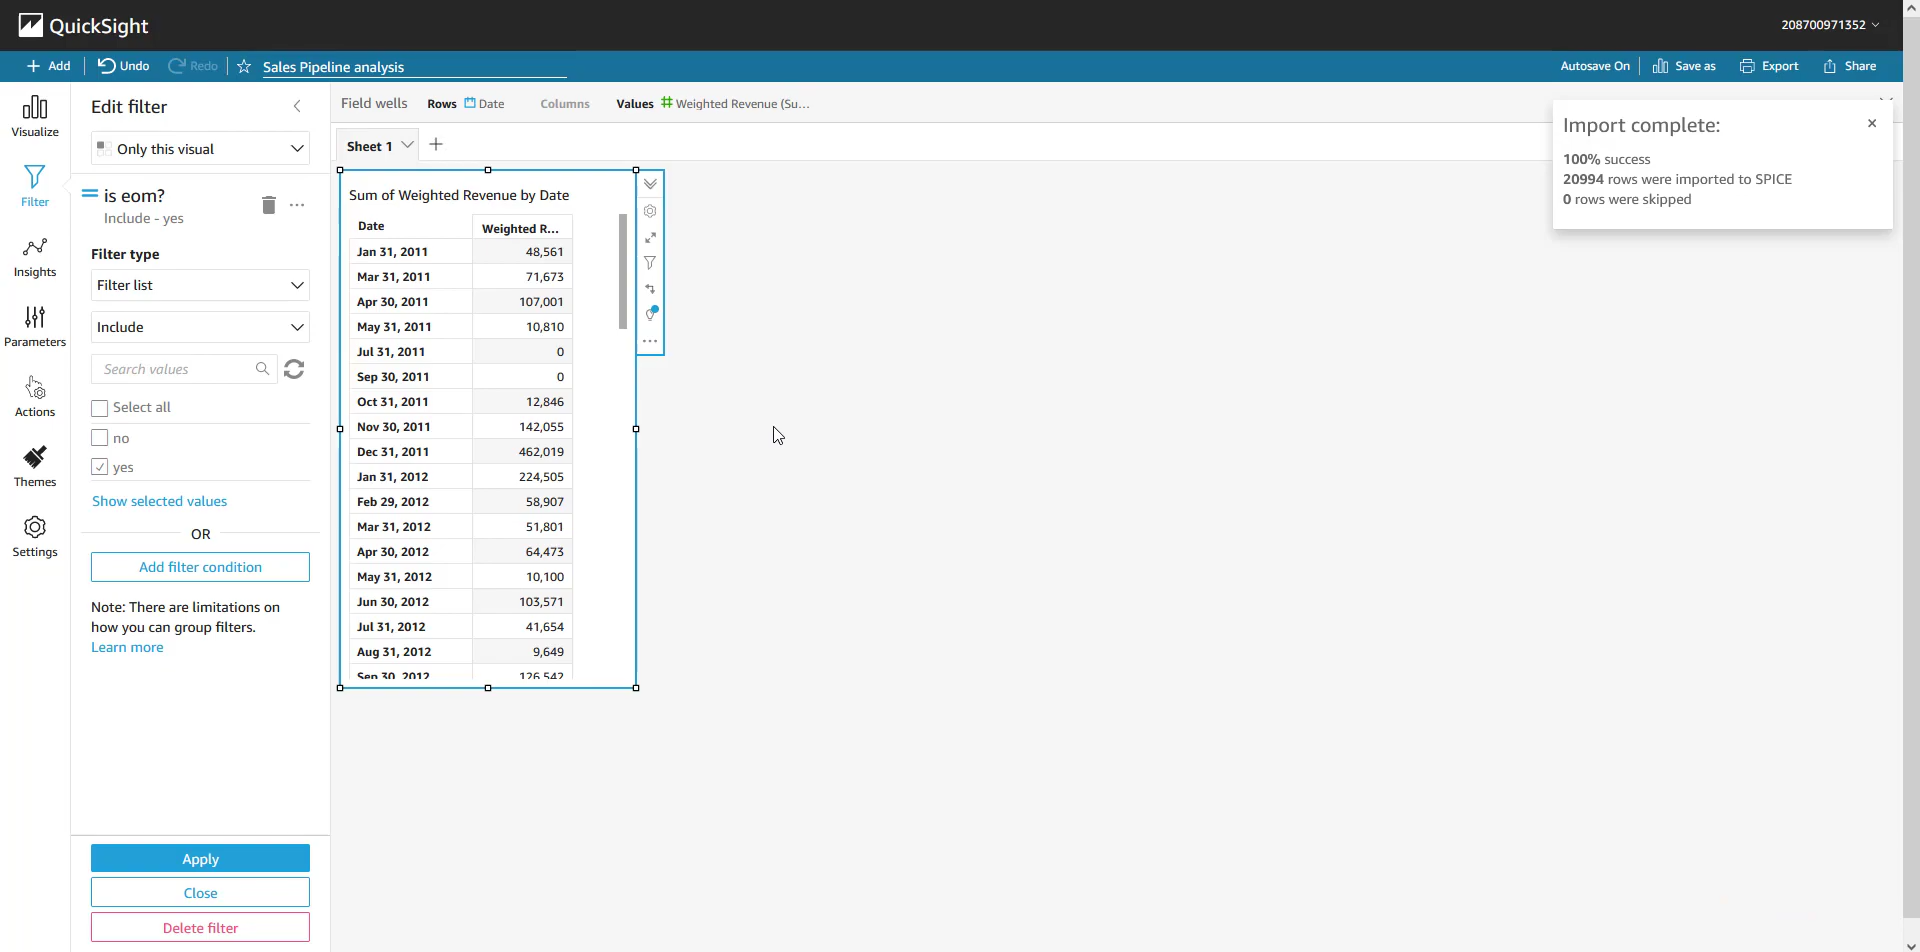 QuickSight
208700971352
Add
Undo
Redo
Sales Pipeline analysis
Autosave On
Save as
Export
Share
Visualize
Filter
Insights
Parameters
Actions
Themes
Settings
Edit filter
Only this visual
is eom?
Include - yes
Filter type
Filter list
Include
Search values
Select all
no
yes
Show selected values
OR
Add filter condition
Note: There are limitations on
how you can group filters.
Learn more
Apply
Close
Delete filter
Field wells Rows Date Columns Values Weighted Revenue (Su...
Sheet 1
Sum of Weighted Revenue by Date
Date Weighted R...
Jan 31, 2011 48,561
Mar 31, 2011 71,673
Apr 30, 2011 107,001
May 31, 2011 10,810
Jul 31, 2011 0
Sep 30, 2011 0
Oct 31, 2011 12,846
Nov 30, 2011 142,055
Dec 31, 2011 462,019
Jan 31, 2012 224,505
Feb 29, 2012 58,907
Mar 31, 2012 51,801
Apr 30, 2012 64,473
May 31, 2012 10,100
Jun 30, 2012 103,571
Jul 31, 2012 41,654
Aug 31, 2012 9,649
Sep 30, 2012 126,542
Import complete:
100% success
20994 rows were imported to SPICE
0 rows were skipped